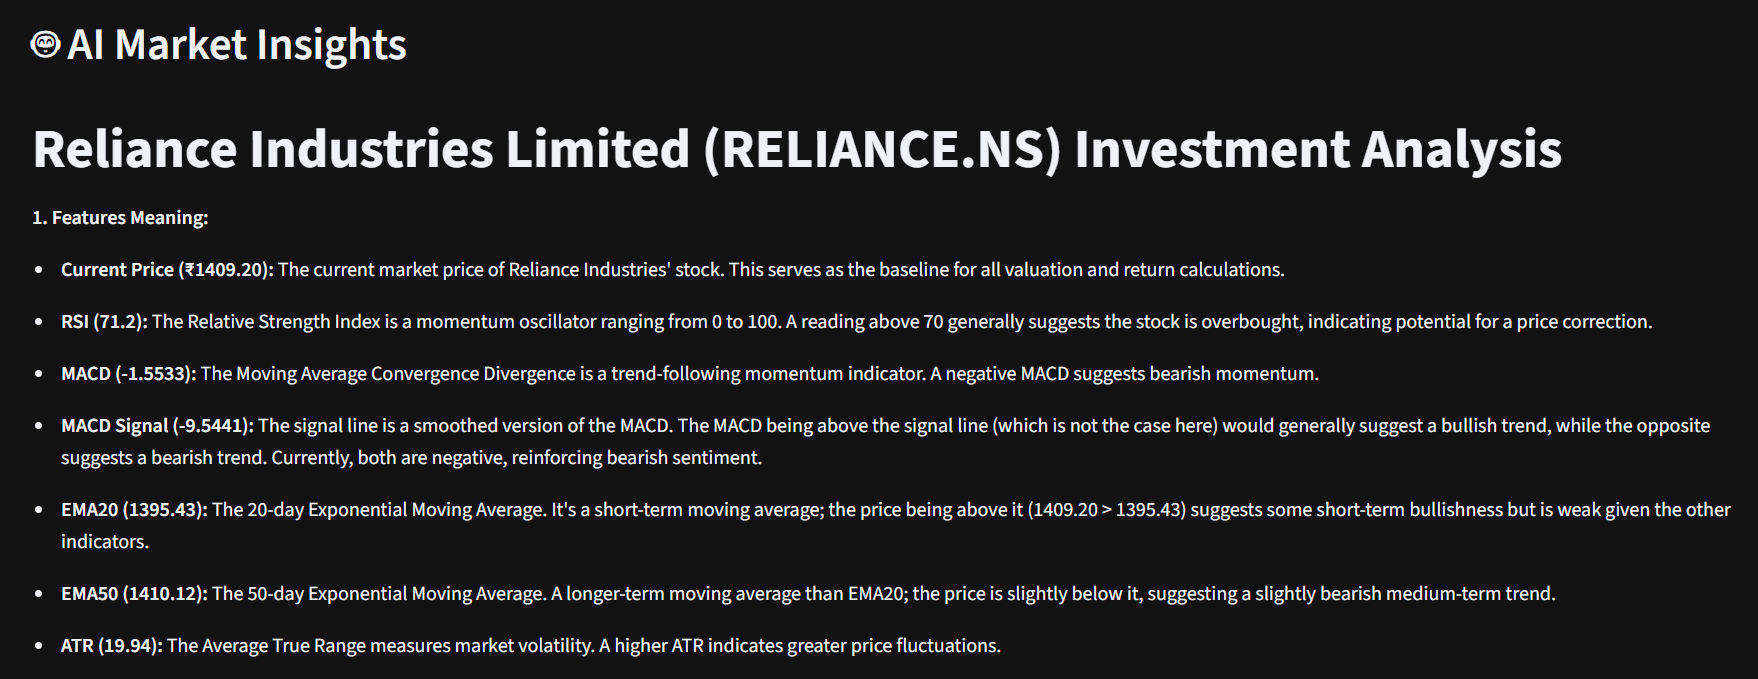 AI Market Insights
Reliance Industries Limited (RELIANCE.NS) Investment Analysis
1. Features Meaning:
• Current Price (₹1409.20): The current market price of Reliance Industries' stock. This serves as the baseline for all valuation and return calculations.
• RSI (71.2): The Relative Strength Index is a momentum oscillator ranging from 0 to 100. A reading above 70 generally suggests the stock is overbought, indicating potential for a price correction.
• MACD (-1.5533): The Moving Average Convergence Divergence is a trend-following momentum indicator. A negative MACD suggests bearish momentum.
• MACD Signal (-9.5441): The signal line is a smoothed version of the MACD. The MACD being above the signal line (which is not the case here) would generally suggest a bullish trend, while the opposite
suggests a bearish trend. Currently, both are negative, reinforcing bearish sentiment.
• EMA20 (1395.43): The 20-day Exponential Moving Average. It's a short-term moving average; the price being above it (1409.20 > 1395.43) suggests some short-term bullishness but is weak given the other
indicators.
• EMA50 (1410.12): The 50-day Exponential Moving Average. A longer-term moving average than EMA20; the price is slightly below it, suggesting a slightly bearish medium-term trend.
• ATR (19.94): The Average True Range measures market volatility. A higher ATR indicates greater price fluctuations.